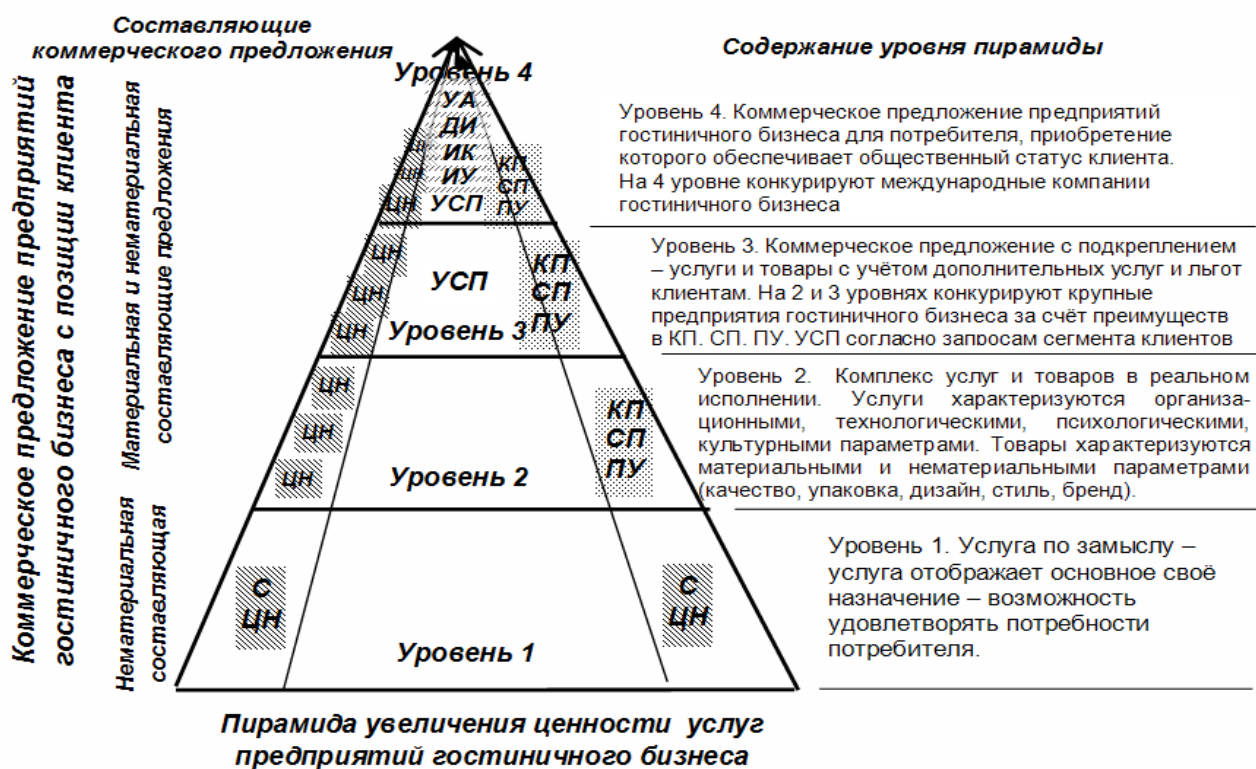 Составляющие
коммерческого предложения
Содержание уровня пирамиды
Коммерческое предложение предприятий
гостиничного бизнеса с позиции клиента
Материальная и нематериальная
составляющие предложения
Нематериальная
составляющая
Уровень 4
УА
ДИ
ИК
ИУ
УСП
ЦН
ЦН
ЦН
КП
СП
ПУ
Уровень 4. Коммерческое предложение предприятий
гостиничного бизнеса для потребителя, приобретение
которого обеспечивает общественный статус клиента.
На 4 уровне конкурируют международные компании
гостиничного бизнеса
ЦН
ЦН
ЦН
УСП
КП
СП
ПУ
Уровень 3
Уровень 3. Коммерческое предложение с подкреплением
– услуги и товары с учётом дополнительных услуг и льгот
клиентам. На 2 и 3 уровнях конкурируют крупные
предприятия гостиничного бизнеса за счёт преимуществ
в КП. СП. ПУ. УСП согласно запросам сегмента клиентов
ЦН
ЦН
ЦН
КП
СП
ПУ
Уровень 2
Уровень 2. Комплекс услуг и товаров в реальном
исполнении. Услуги характеризуются организа-
ционными, технологическими, психологическими,
культурными параметрами. Товары характеризуются
материальными и нематериальными параметрами
(качество, упаковка, дизайн, стиль, бренд).
С
ЦН
С
ЦН
Уровень 1
Уровень 1. Услуга по замыслу –
услуга отображает основное своё
назначение – возможность
удовлетворять потребности
потребителя.
Пирамида увеличения ценности услуг
предприятий гостиничного бизнеса